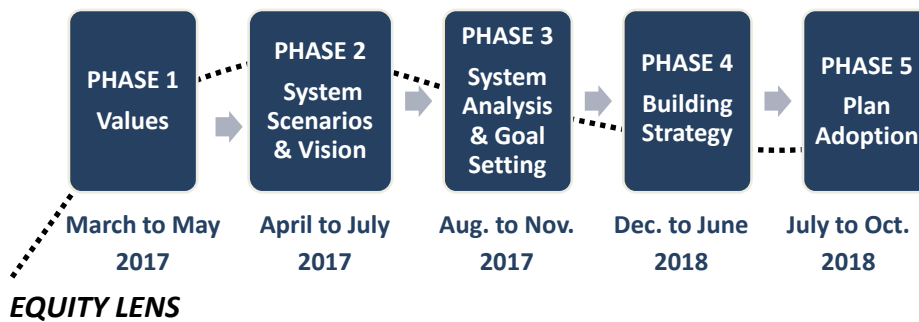 PHASE 1
Values
PHASE 2
System
Scenarios
& Vision
PHASE 3
System
Analysis
& Goal
Setting
PHASE 4
Building
Strategy
PHASE 5
Plan
Adoption
March to May
2017
April to July
2017
Aug. to Nov.
2017
Dec. to June
2018
July to Oct.
2018
EQUITY LENS